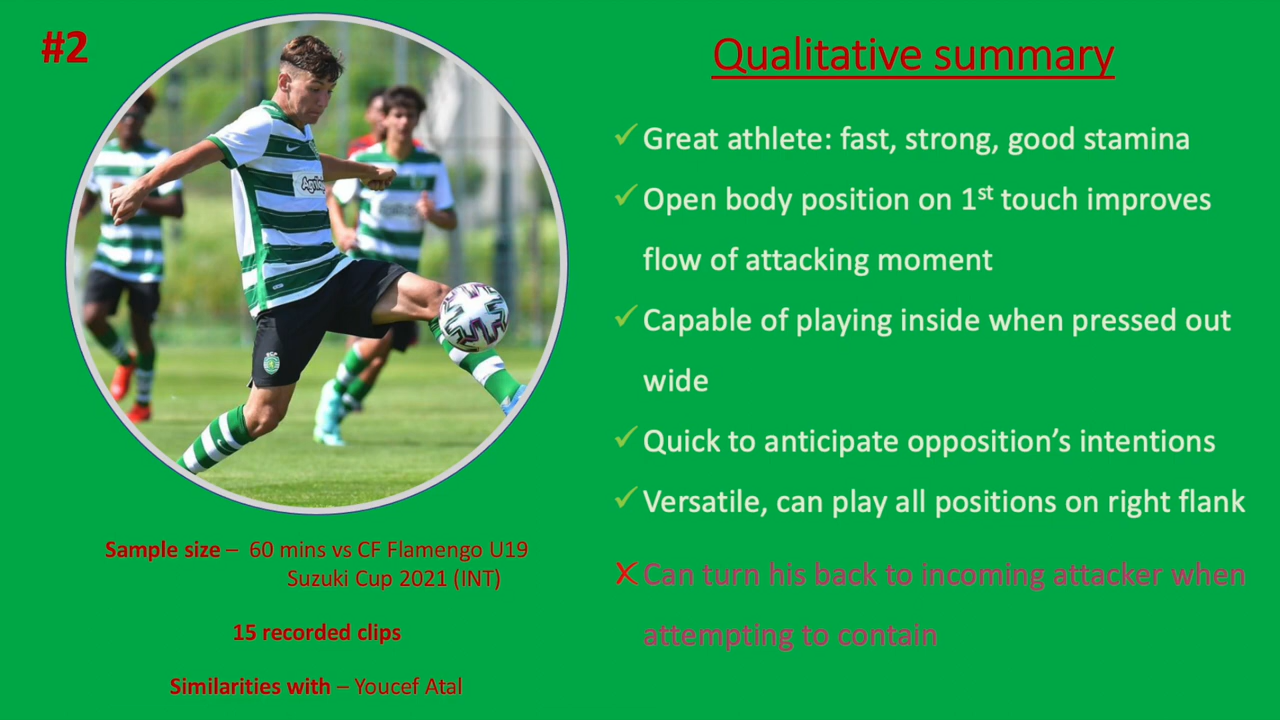 #2
Qualitative summary
✓ Great athlete: fast, strong, good stamina
✓ Open body position on 1st touch improves
flow of attacking moment
✓ Capable of playing inside when pressed out
wide
✓ Quick to anticipate opposition’s intentions
✓ Versatile, can play all positions on right flank
X Can turn his back to incoming attacker when
attempting to contain
Sample size – 60 mins vs CF Flamengo U19
Suzuki Cup 2021 (INT)
15 recorded clips
Similarities with – Youcef Atal